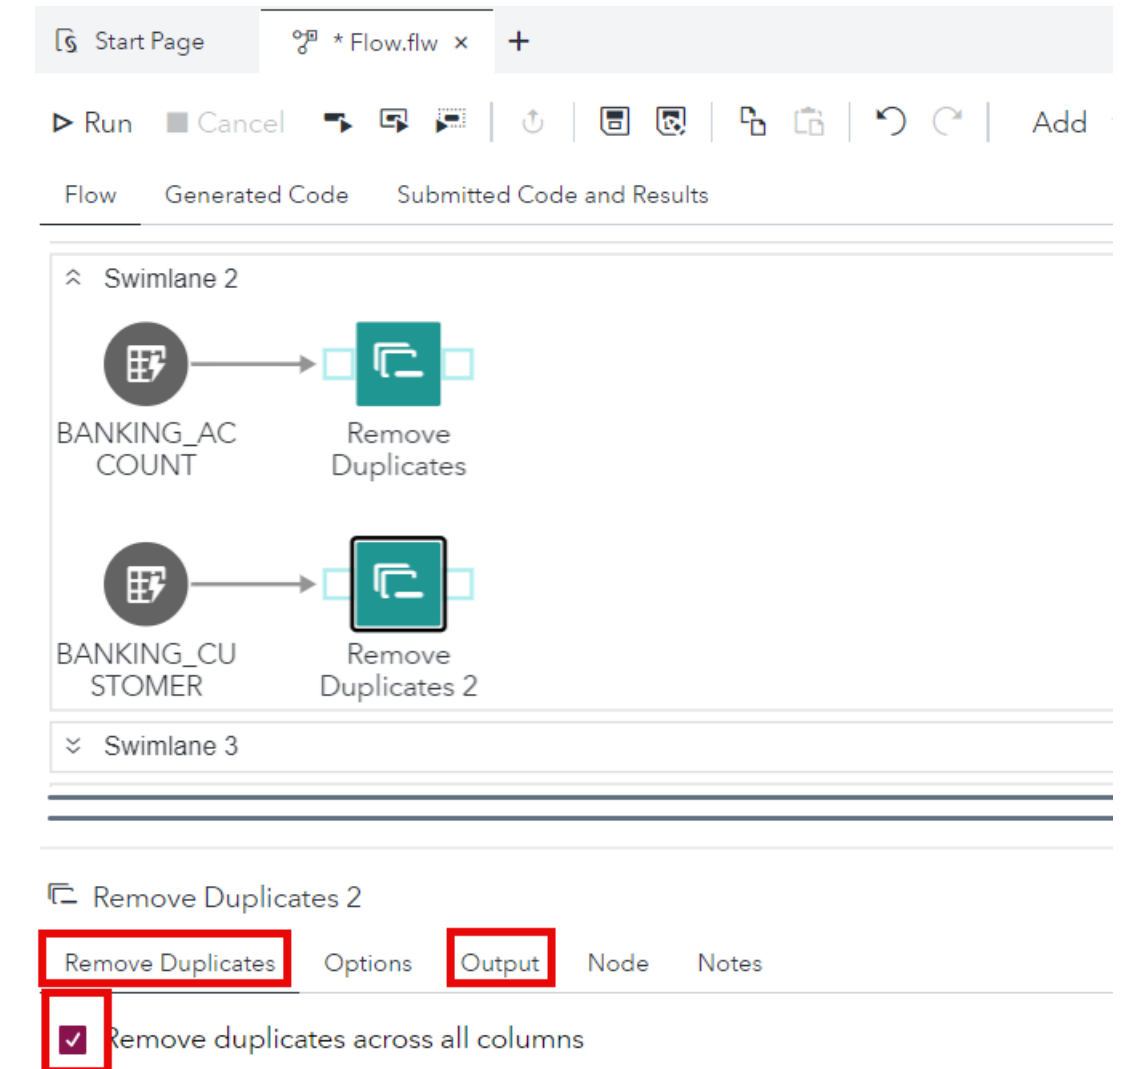 Start Page
* Flow.flw × +
Run Cancel Add
Flow Generated Code Submitted Code and Results
Swimlane 2
BANKING_AC
COUNT
Remove
Duplicates
BANKING_CU
STOMER
Remove
Duplicates 2
Swimlane 3
Remove Duplicates 2
Remove Duplicates Options Output Node Notes
Remove duplicates across all columns